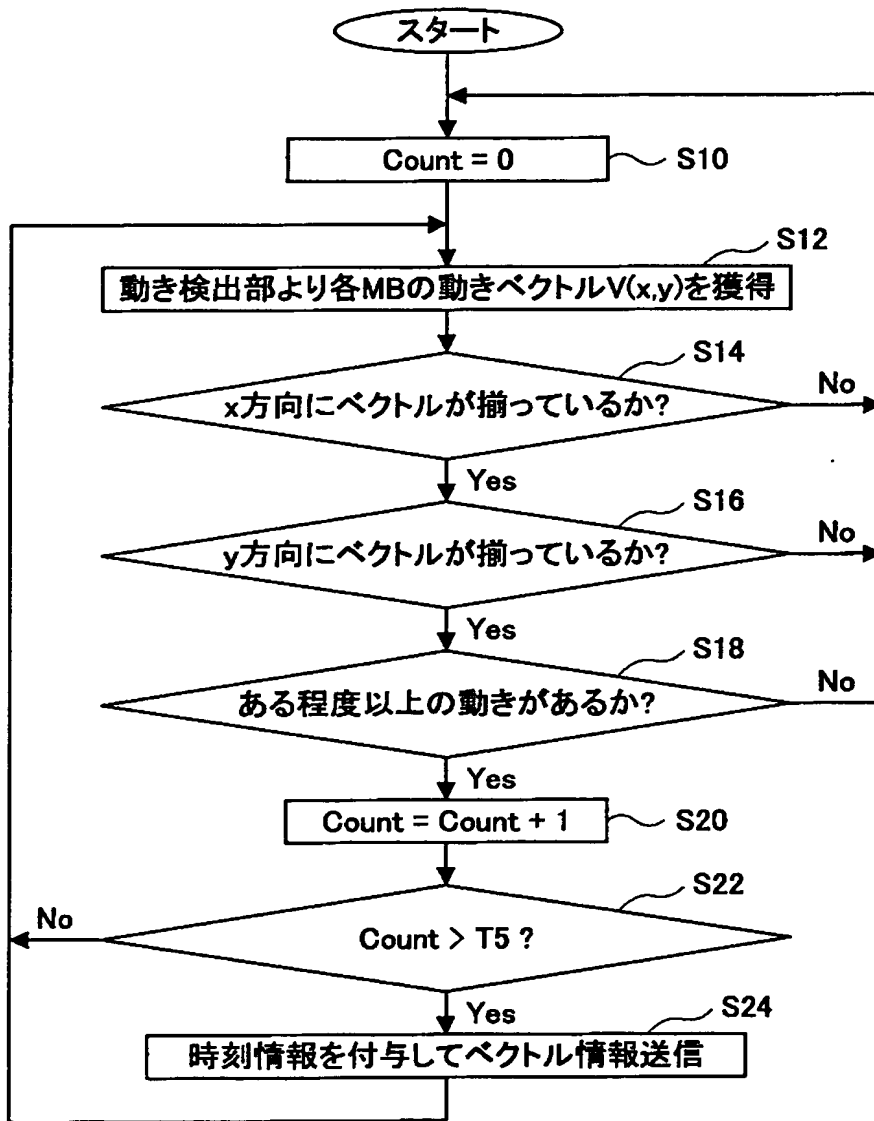 スタート
Count = 0
S10
S12
動き検出部より各MBの動きベクトルV(x,y)を獲得
S14
x方向にベクトルが揃っているか?
No
Yes
S16
y方向にベクトルが揃っているか?
No
Yes
S18
ある程度以上の動きがあるか?
No
Yes
Count = Count + 1
S20
S22
No
Count > T5 ?
Yes
S24
時刻情報を付与してベクトル情報送信